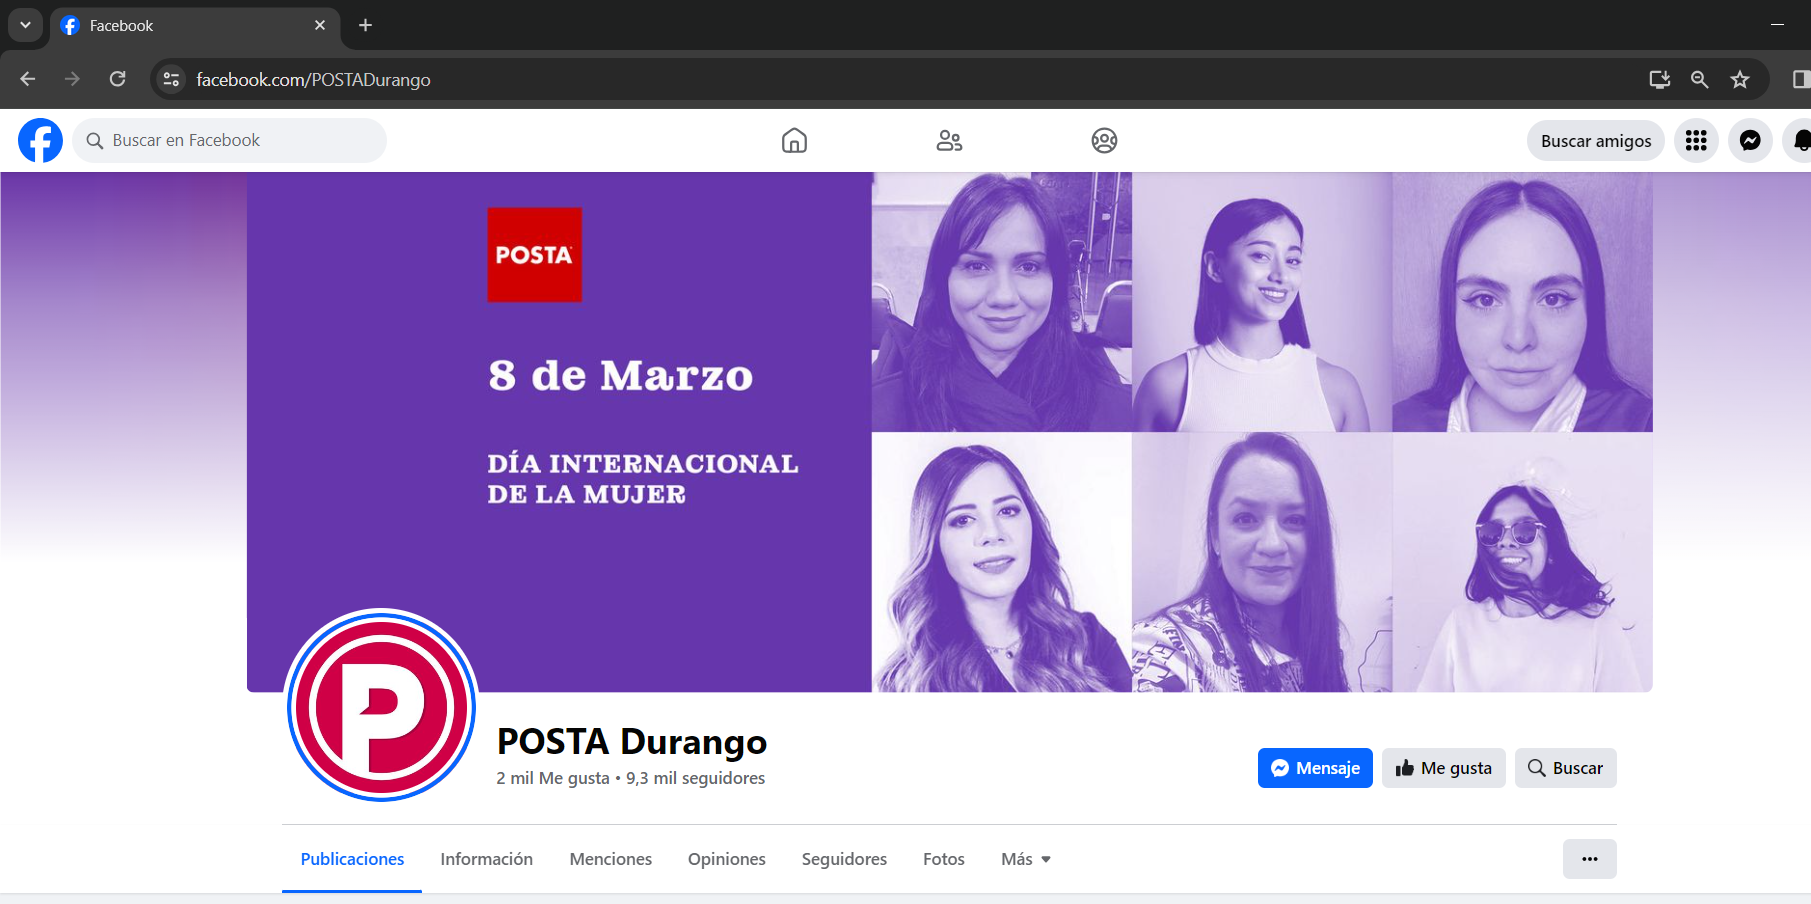 Facebook
facebook.com/POSTADurango
Buscar en Facebook
Buscar amigos
POSTA
8 de Marzo
DÍA INTERNACIONAL
DE LA MUJER
P
POSTA Durango
2 mil Me gusta • 9,3 mil seguidores
Mensaje
Me gusta
Buscar
Publicaciones
Información
Menciones
Opiniones
Seguidores
Fotos
Más